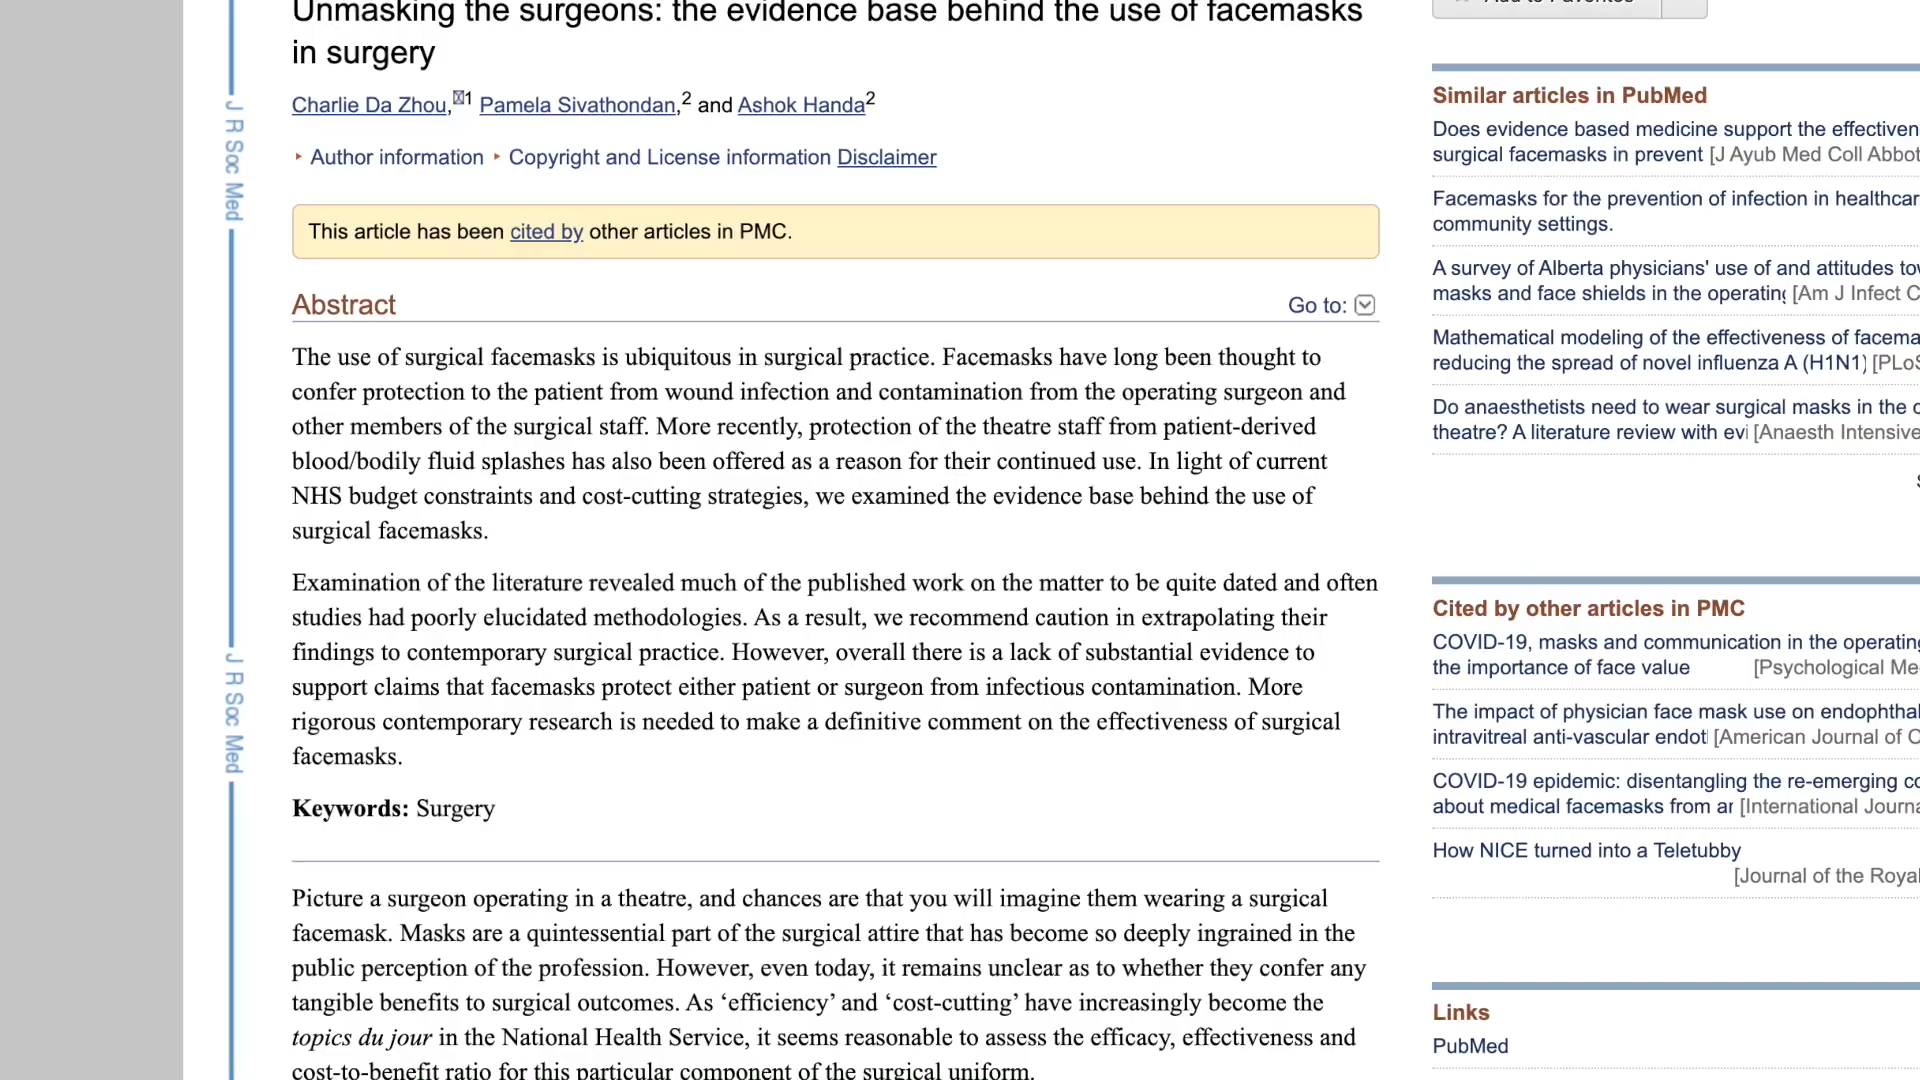 Unmasking the surgeons: the evidence base behind the use of facemasks
in surgery
Charlie Da Zhou,1 Pamela Sivathondan,2 and Ashok Handa2
Author information Copyright and License information Disclaimer
This article has been cited by other articles in PMC.
Abstract
Go to:
The use of surgical facemasks is ubiquitous in surgical practice. Facemasks have long been thought to
confer protection to the patient from wound infection and contamination from the operating surgeon and
other members of the surgical staff. More recently, protection of the theatre staff from patient-derived
blood/bodily fluid splashes has also been offered as a reason for their continued use. In light of current
NHS budget constraints and cost-cutting strategies, we examined the evidence base behind the use of
surgical facemasks.
Examination of the literature revealed much of the published work on the matter to be quite dated and often
studies had poorly elucidated methodologies. As a result, we recommend caution in extrapolating their
findings to contemporary surgical practice. However, overall there is a lack of substantial evidence to
support claims that facemasks protect either patient or surgeon from infectious contamination. More
rigorous contemporary research is needed to make a definitive comment on the effectiveness of surgical
facemasks.
Keywords: Surgery
Picture a surgeon operating in a theatre, and chances are that you will imagine them wearing a surgical
facemask. Masks are a quintessential part of the surgical attire that has become so deeply ingrained in the
public perception of the profession. However, even today, it remains unclear as to whether they confer any
tangible benefits to surgical outcomes. As ‘efficiency’ and ‘cost-cutting’ have increasingly become the
topics du jour in the National Health Service, it seems reasonable to assess the efficacy, effectiveness and
cost-to-benefit ratio for this particular component of the surgical uniform.
J R Soc Med
J R Soc Med
Add to Favorites
Similar articles in PubMed
Does evidence based medicine support the effectiven
surgical facemasks in prevent [J Ayub Med Coll Abbot
Facemasks for the prevention of infection in healthcar
community settings.
A survey of Alberta physicians' use of and attitudes to
masks and face shields in the operating [Am J Infect C
Mathematical modeling of the effectiveness of facema
reducing the spread of novel influenza A (H1N1) [PLoS
Do anaesthetists need to wear surgical masks in the
theatre? A literature review with evi [Anaesth Intensive
Cited by other articles in PMC
COVID-19, masks and communication in the operating
the importance of face value [Psychological Me
The impact of physician face mask use on endophthal
intravitreal anti-vascular endot [American Journal of
COVID-19 epidemic: disentangling the re-emerging co
about medical facemasks from an [International Journa
How NICE turned into a Teletubby
[Journal of the Royal
Links
PubMed